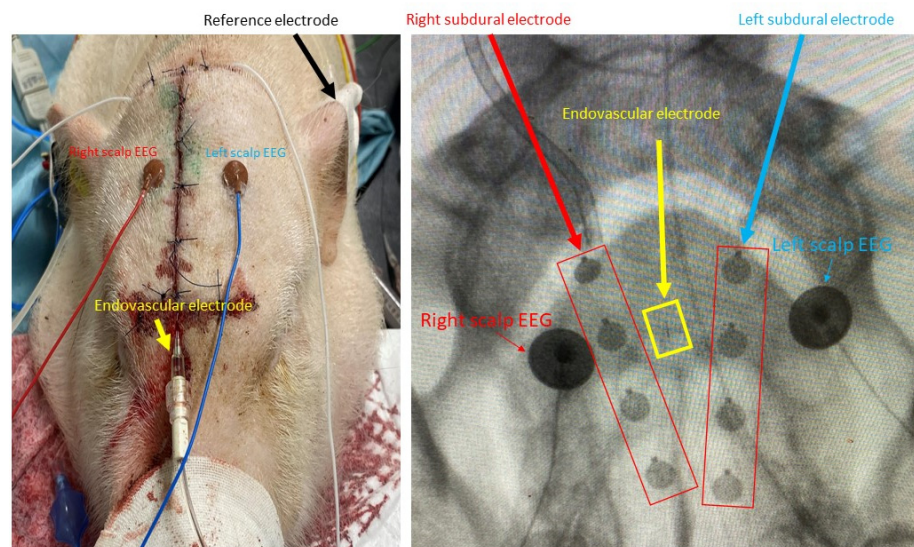 Reference electrode
Right subdural electrode
Left subdural electrode
Endovascular electrode
Right scalp EEG
Left scalp EEG
Left scalp EEG
Endovascular electrode
Right scalp EEG